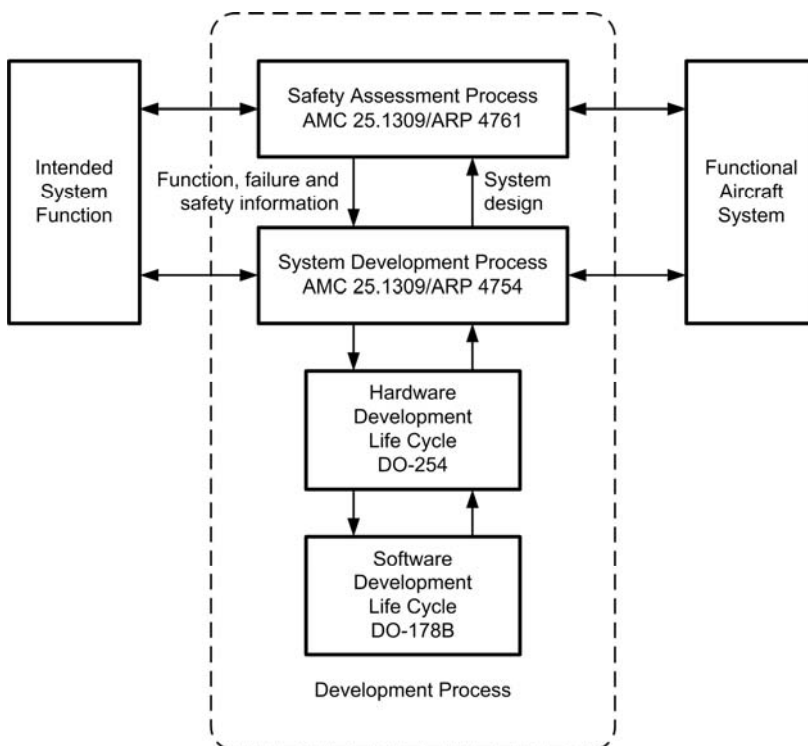 Safety Assessment Process
AMC 25.1309/ARP 4761
Intended
System
Function
Function, failure and
safety information
System
design
Functional
Aircraft
System
System Development Process
AMC 25.1309/ARP 4754
Hardware
Development
Life Cycle
DO-254
Software
Development
Life Cycle
DO-178B
Development Process